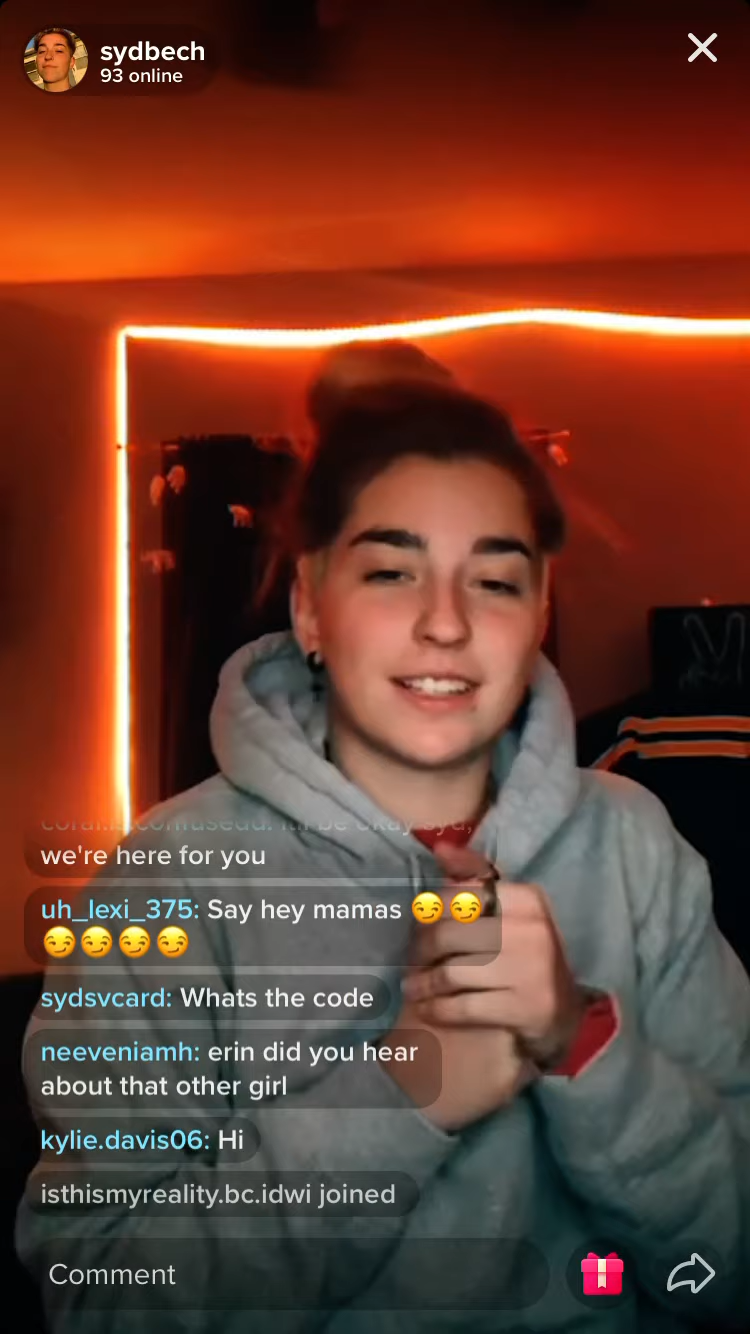 sydbech
93 online
we're here for you
uh_lexi_375: Say hey mamas 😏😏
😏😏😏😏
sydsvcard: Whats the code
neeveniamh: erin did you hear
about that other girl
kylie.davis06: Hi
isthismyreality.bc.idwi joined
Comment